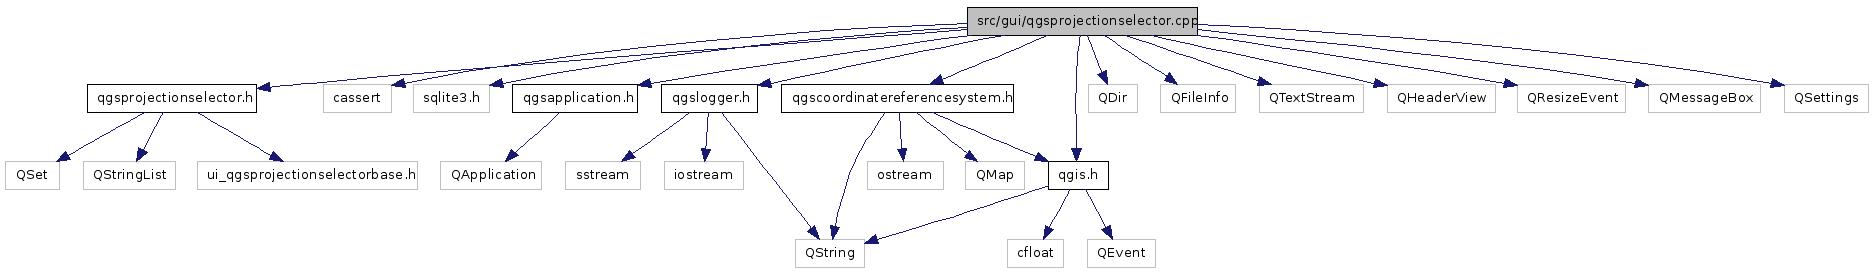 src/gui/qgsprojectionselector.cpp
qgsprojectionselector.h
cassert
sqlite3.h
qgsapplication.h
qgslogger.h
qgscoordinatereferencesystem.h
QDir
QFileInfo
QTextStream
QHeaderView
QResizeEvent
QMessageBox
QSettings
QSet
QStringList
ui_qgsprojectionselectorbase.h
QApplication
sstream
iostream
ostream
QMap
qgis.h
QString
cfloat
QEvent